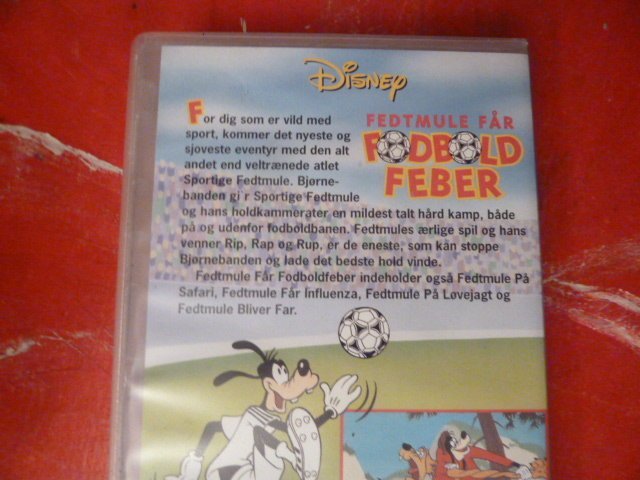 Disney
FEDTMULE FÅR
FODBOLD
FEBER
For dig som er vild med
sport, kommer det nyeste og
sjoveste eventyr med den alt
andet end veltrænede atlet
Sportige Fedtmule. Bjørne-
banden gi r Sportige Fedtmule
og hans holdkammerater en mildest talt hård kamp, både
på og udenfor fodboldbanen. Fedtmules ærlige spil og hans
venner Rip, Rap og Rup, er de eneste, som kan stoppe
Bjørnebanden og lade det bedste hold vinde.
Fedtmule Får Fodboldfeber indeholder også Fedtmule På
Safari, Fedtmule Får Influenza, Fedtmule På Løvejagt og
Fedtmule Bliver Far.